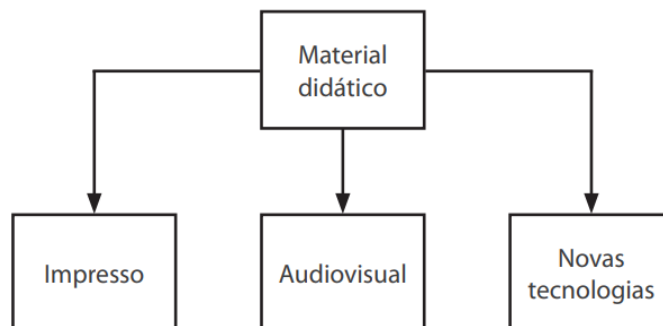 Material
didático
Impresso
Audiovisual
Novas
tecnologias